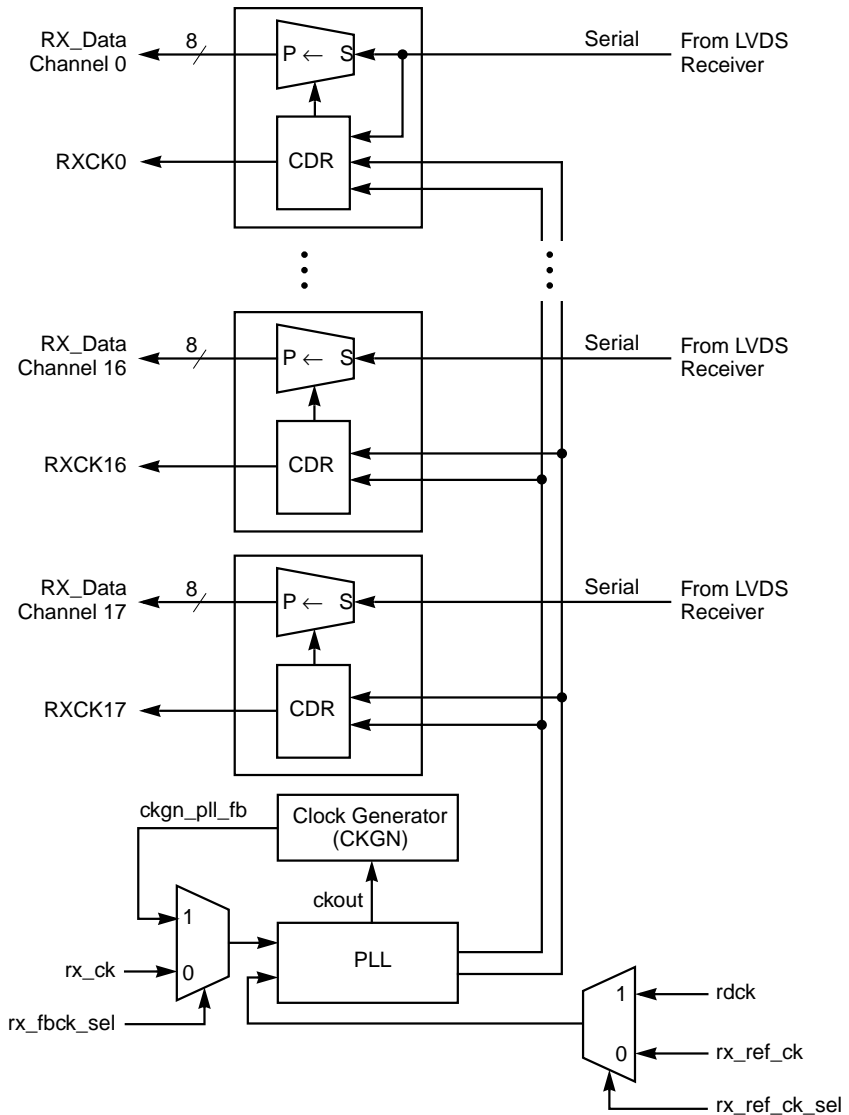 RX_Data
Channel 0
8
P ← S
Serial
From LVDS
Receiver
RXCK0
CDR
RX_Data
Channel 16
8
P ← S
Serial
From LVDS
Receiver
RXCK16
CDR
RX_Data
Channel 17
8
P ← S
Serial
From LVDS
Receiver
RXCK17
CDR
ckgn_pll_fb
Clock Generator
(CKGN)
ckout
1
0
rx_ck
rx_fbck_sel
PLL
1
rdck
0
rx_ref_ck
rx_ref_ck_sel